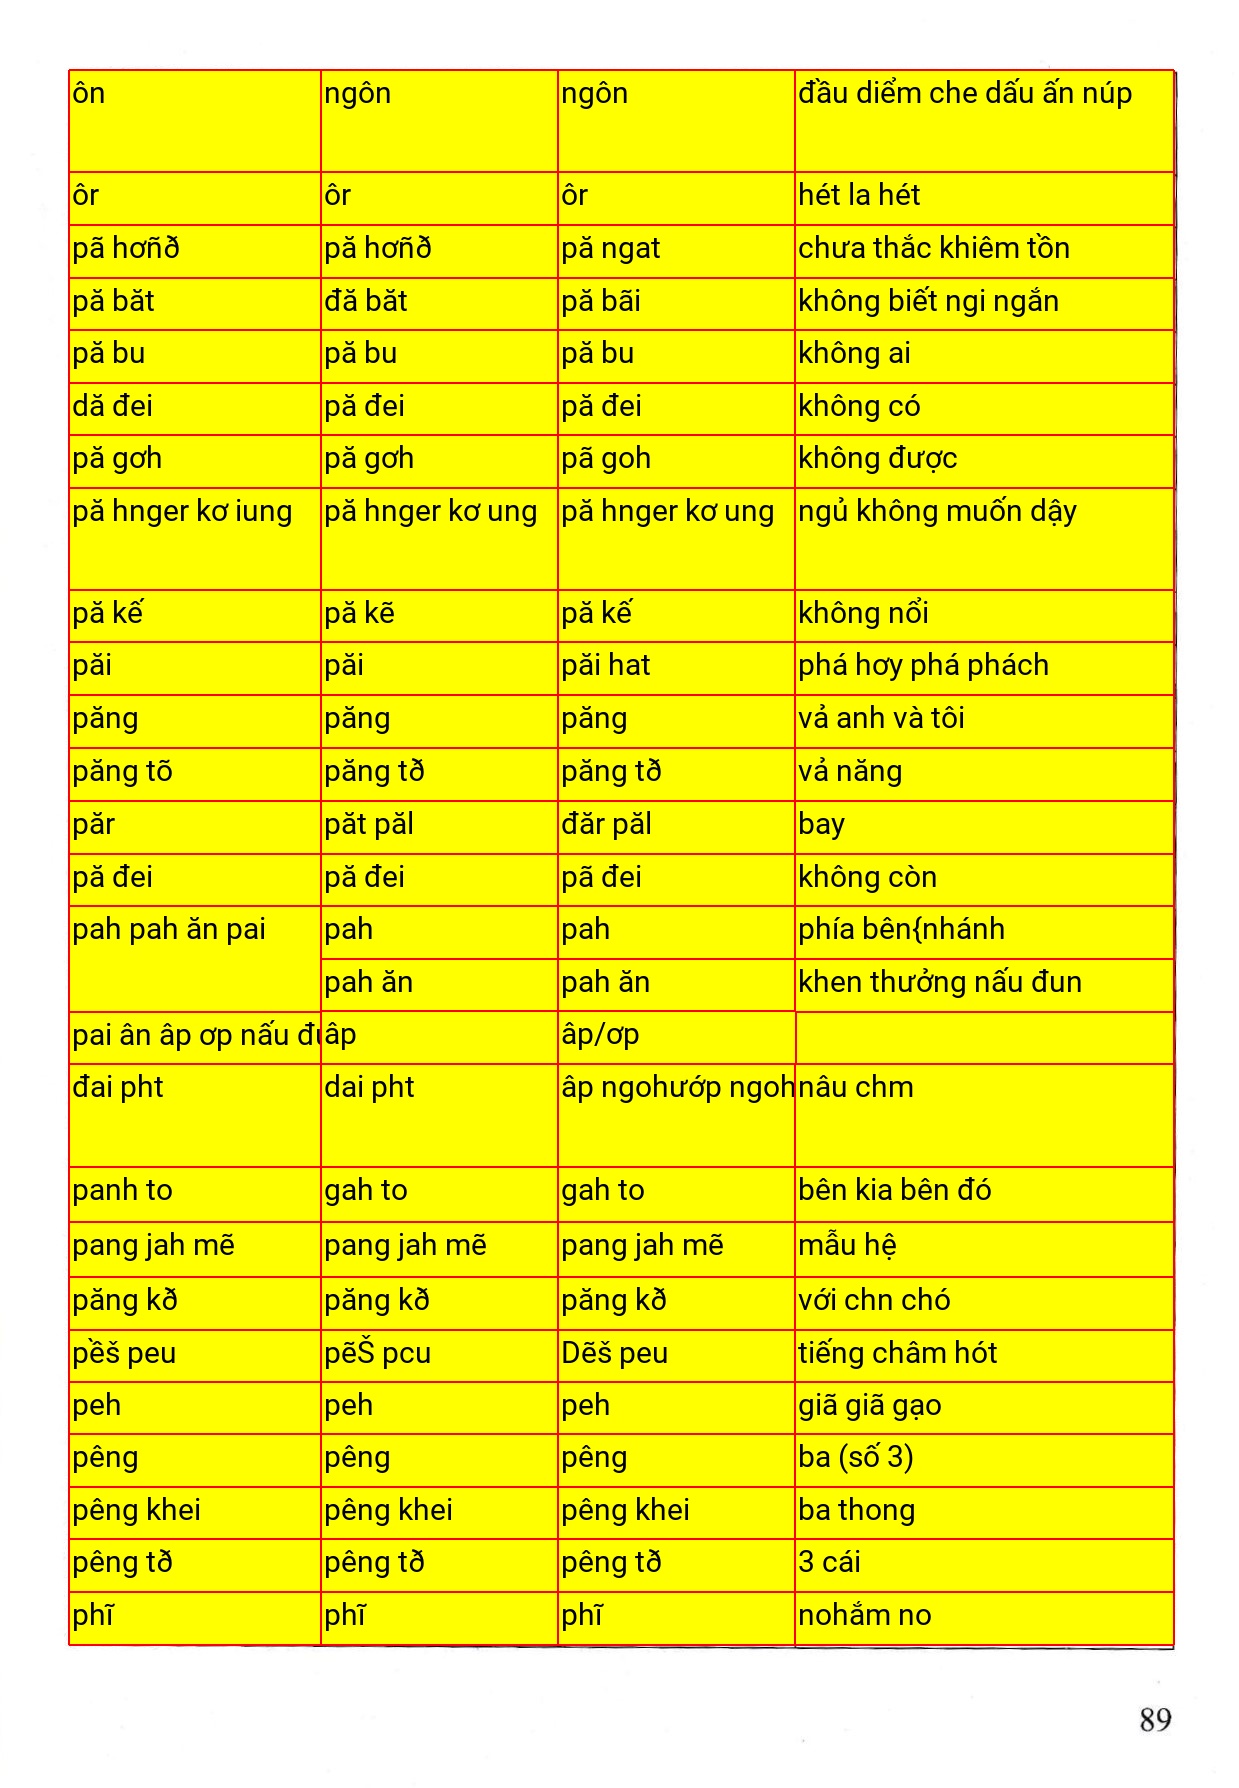 ôn ngôn ngôn đầu diểm che dấu ấn núp
ôr ôr ôr hét la hét
pã hơñð pă hơñð pă ngat chưa thắc khiêm tồn
pă băt đă băt pă bãi không biết ngi ngắn
pă bu pă bu pă bu không ai
dă đei pă đei pă đei không có
pă gơh pă gơh pã goh không được
pă hnger kơ iung pă hnger kơ ung pă hnger kơ ung ngủ không muốn dậy
pă kế pă kẽ pă kế không nổi
păi păi păi hat phá hơy phá phách
păng păng păng vả anh và tôi
păng tõ păng tð păng tð vả năng
păr păt păl đăr păl bay
pă đei pă đei pã đei không còn
pah pah ăn pai pah pah phía bên{nhánh
pah ăn pah ăn khen thưởng nấu đun
pai ân âp ơp nấu âp âp/ơp
đai pht dai pht âp ngohướp ngoh nâu chm
panh to gah to gah to bên kia bên đó
pang jah mẽ pang jah mẽ pang jah mẽ mẫu hệ
păng kð păng kð păng kð với chn chó
pềš peu pẽŠ pcu Dẽš peu tiếng châm hót
peh peh peh giã giã gạo
pêng pêng pêng ba (số 3)
pêng khei pêng khei pêng khei ba thong
pêng tð pêng tð pêng tð 3 cái
phĩ phĩ phĩ nohắm no
89